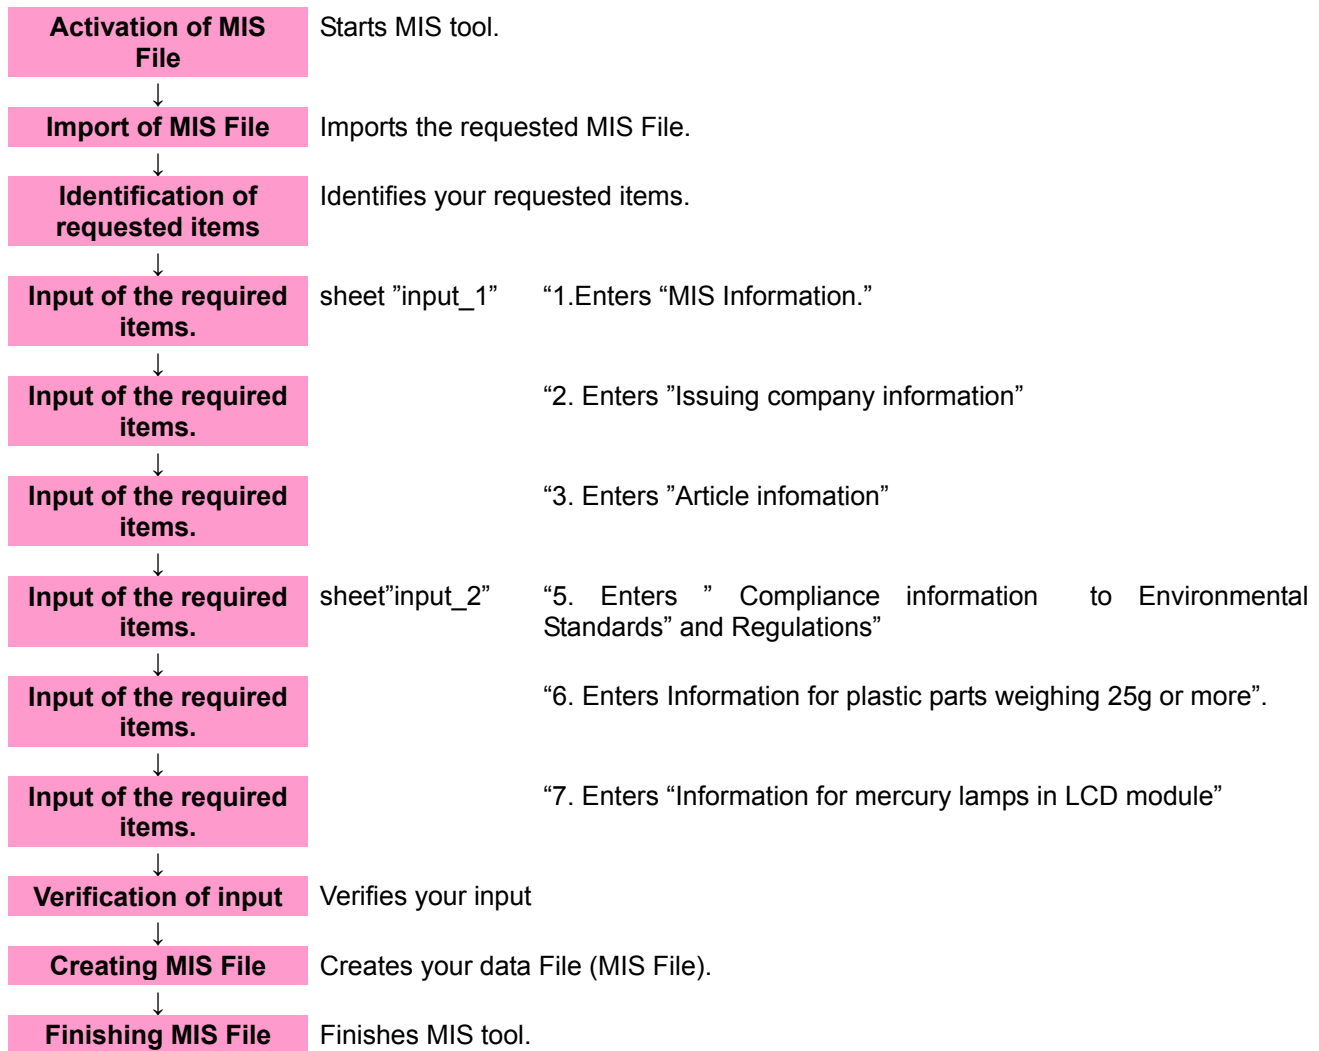 Activation of MIS Starts MIS tool.
File
↓
Import of MIS File Imports the requested MIS File.
↓
Identification of Identifies your requested items.
requested items
↓
Input of the required sheet ”input_1” “1.Enters “MIS Information.”
items.
↓
Input of the required “2. Enters ”Issuing company information”
items.
↓
Input of the required “3. Enters ”Article infomation”
items.
↓
Input of the required sheet”input_2” “5. Enters ” Compliance information to Environmental
items. Standards” and Regulations”
↓
Input of the required “6. Enters Information for plastic parts weighing 25g or more”.
items.
↓
Input of the required “7. Enters “Information for mercury lamps in LCD module”
items.
↓
Verification of input Verifies your input
↓
Creating MIS File Creates your data File (MIS File).
↓
Finishing MIS File Finishes MIS tool.